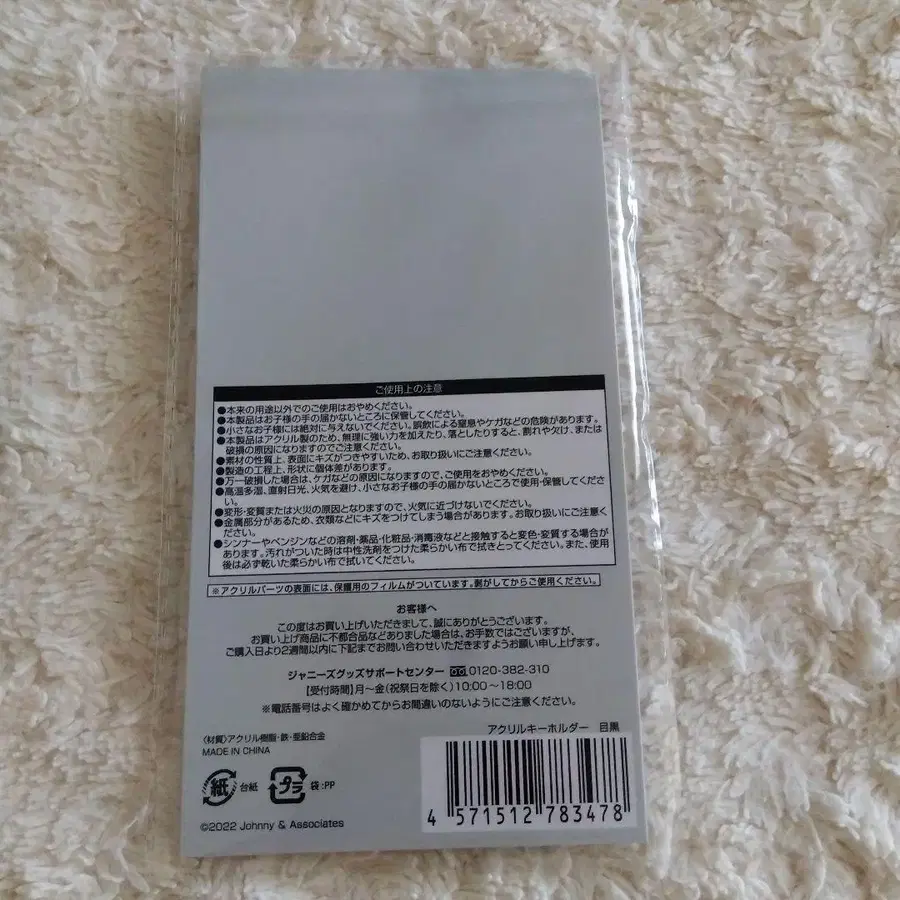 ご使用上の注意
●本来の用途以外でのご使用はおやめください。
●本製品はお子様の手の届かないところに保管してください。
●小さなお子様には絶対に与えないでください。誤飲による窒息やケガなどの危険があります。
●本製品はアクリル製のため、無理に強い力を加えたり、落としたりすると、割れや欠け、または
破損の原因になりますのでご注意ください。
●素材の性質上、表面にキズがつきやすいため、お取り扱いにご注意ください。
●製造の工程上、形状に個体差があります。
●万一破損した場合は、ケガなどの原因になりますので、ご使用をおやめください。
●高温多湿、直射日光、火気を避け、小さなお子様の手の届かないところで使用・保管してくださ
い。
●変形・変質または火災の原因となりますので、火気に近づけないでください。
●金属部分があるため、衣類などにキズをつけてしまう場合があります。お取り扱いにご注意く
ださい。
●シンナーやベンジンなどの溶剤・薬品・化粧品・消毒液などと接触すると変色・変質する場合が
あります。汚れがついた時は中性洗剤をつけた柔らかい布で拭きとってください。また、使用
後は必ず乾いた柔らかい布で拭いてください。
※アクリルパーツの表面には、保護用のフィルムがついています。剥がしてからご使用ください。
お客様へ
この度はお買い上げいただきまして、誠にありがとうございます。
お買い上げ商品に不都合品などありました場合は、お手数ではございますが、
ご購入日より2週間以内に下記までお問い合わせいただきますようお願い申し上げます。
ジャニーズグッズサポートセンター 0120-382-310
【受付時間】月〜金(祝祭日を除く)10:00〜18:00
※電話番号はよく確かめてからお間違いのないようにご注意ください。
アクリルキーホルダー 目黒
〈材質〉アクリル樹脂・鉄・亜鉛合金
MADE IN CHINA
紙 台紙 プラ 袋:PP
4 571512 783478
©2022 Johnny & Associates